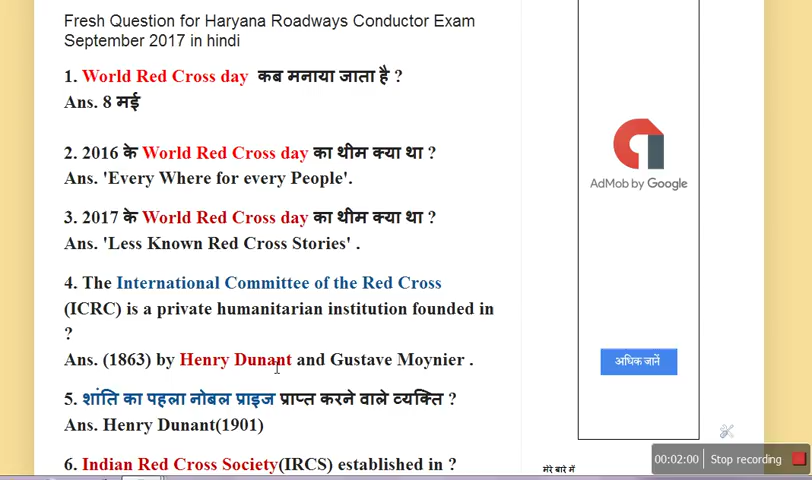 Fresh Question for Haryana Roadways Conductor Exam
September 2017 in hindi
1. World Red Cross day कब मनाया जाता है ?
Ans. 8 मई
2. 2016 के World Red Cross day का थीम क्या था ?
Ans. 'Every Where for every People'.
3. 2017 के World Red Cross day का थीम क्या था ?
Ans. 'Less Known Red Cross Stories' .
4. The International Committee of the Red Cross
(ICRC) is a private humanitarian institution founded in
?
Ans. (1863) by Henry Dunant and Gustave Moynier .
5. शांति का पहला नोबल प्राइज प्राप्त करने वाले व्यक्ति ?
Ans. Henry Dunant(1901)
6. Indian Red Cross Society(IRCS) established in ?
AdMob by Google
अधिक जानें
मेरे बारे में
00:02:00 Stop recording